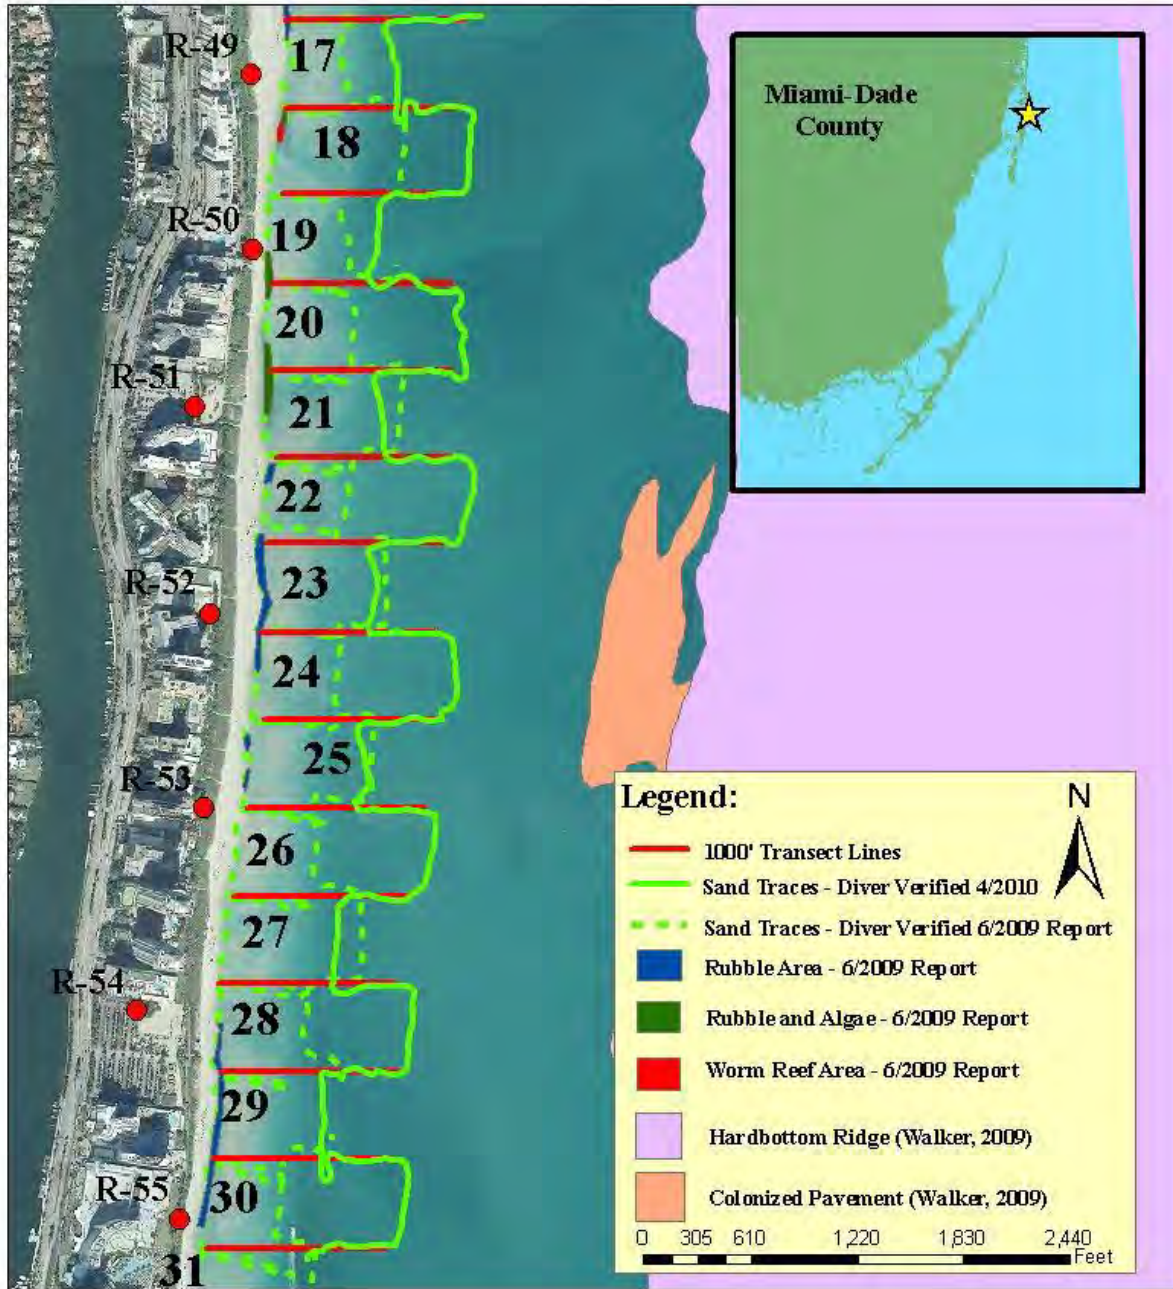 R-49
17
18
R-50
19
20
R-51
21
22
R-52
23
24
25
R-53
26
27
R-54
28
29
R-55
30
31
Miami-Dade
County
Legend:
N
1000' Transect Lines
Sand Traces - Diver Verified 4/2010
Sand Traces - Diver Verified 6/2009 Report
Rubble Area - 6/2009 Report
Rubble and Algae - 6/2009 Report
Worm Reef Area - 6/2009 Report
Hardbottom Ridge (Walker, 2009)
Colonized Pavement (Walker, 2009)
0 305 610 1,220 1,830 2,440
Feet